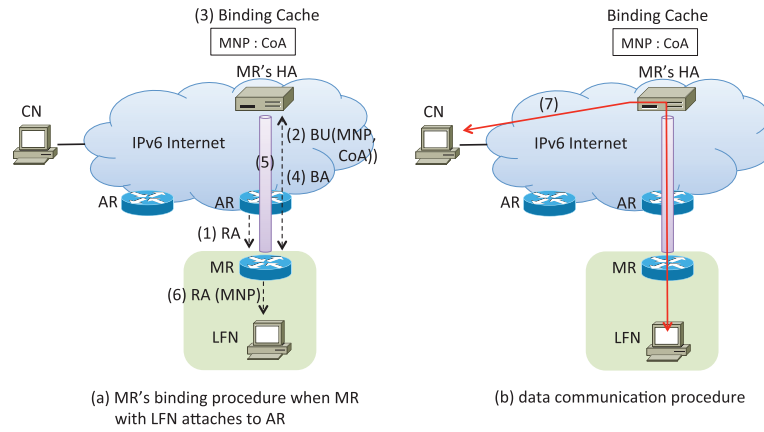 (3) Binding Cache
MNP : CoA
MR's HA
CN
IPv6 Internet
(2) BU(MNP,
CoA))
(5)
(4) BA
AR
AR
(1) RA
MR
(6) RA (MNP)
LFN
(a) MR's binding procedure when MR
with LFN attaches to AR
Binding Cache
MNP : CoA
MR's HA
CN
(7)
IPv6 Internet
AR
AR
MR
LFN
(b) data communication procedure